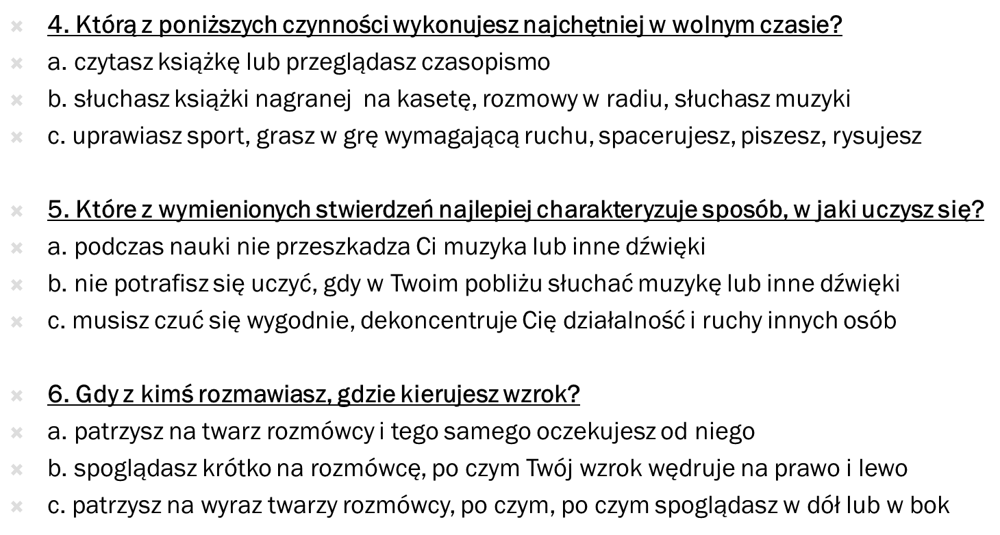 4. Którą z poniższych czynności wykonujesz najchętniej w wolnym czasie?
a. czytasz książkę lub przeglądasz czasopismo
b. słuchasz książki nagranej  na kasetę, rozmowy w radiu, słuchasz muzyki
c. uprawiasz sport, grasz w grę wymagającą ruchu, spacerujesz, piszesz, rysujesz
5. Które z wymienionych stwierdzeń najlepiej charakteryzuje sposób, w jaki uczysz się?
a. podczas nauki nie przeszkadza Ci muzyka lub inne dźwięki
b. nie potrafisz się uczyć, gdy w Twoim pobliżu słuchać muzykę lub inne dźwięki
c. musisz czuć się wygodnie, dekoncentruje Cię działalność i ruchy innych osób
6. Gdy z kimś rozmawiasz, gdzie kierujesz wzrok?
a. patrzysz na twarz rozmówcy i tego samego oczekujesz od niego
b. spoglądasz krótko na rozmówcę, po czym Twój wzrok wędruje na prawo i lewo
c. patrzysz na wyraz twarzy rozmówcy, po czym, po czym spoglądasz w dół lub w bok